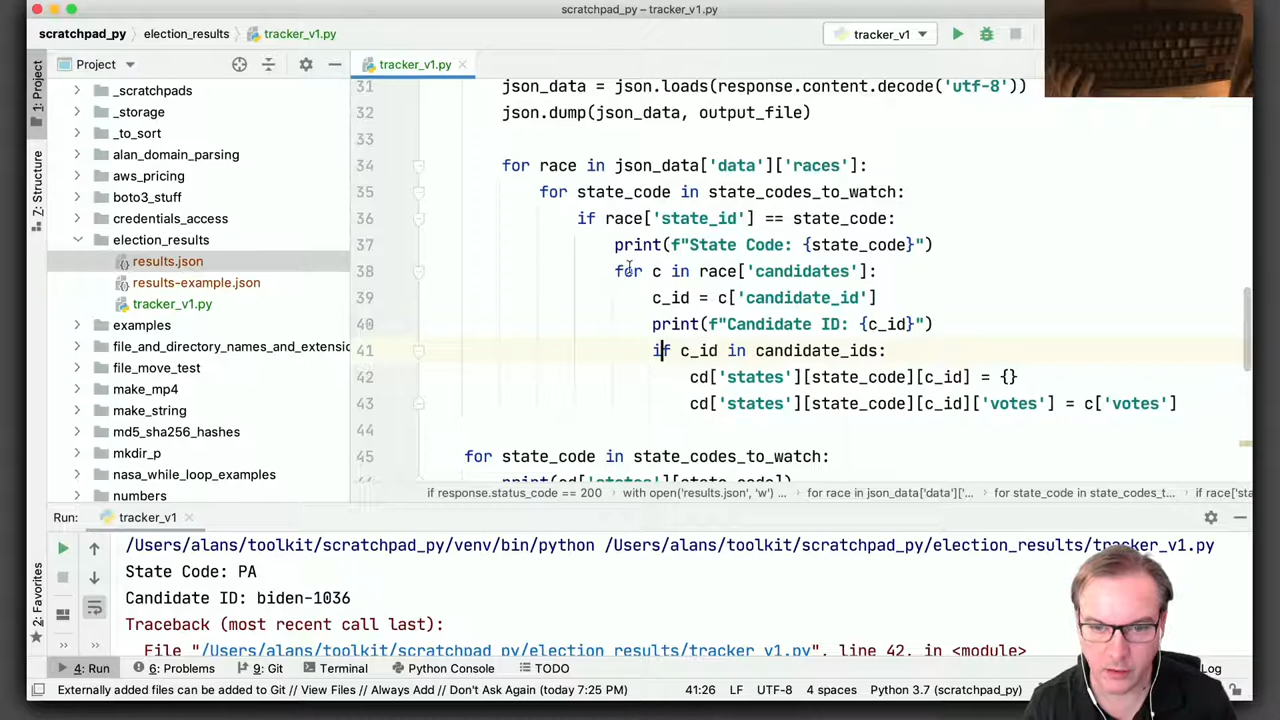 scratchpad_py – tracker_v1.py
scratchpad_py
election_results
tracker_v1.py
tracker_v1
Project
tracker_v1.py
1: Project
Z: Structure
2: Favorites
_scratchpads
_storage
_to_sort
alan_domain_parsing
aws_pricing
boto3_stuff
credentials_access
election_results
results.json
results-example.json
tracker_v1.py
examples
file_and_directory_names_and_extensio
file_move_test
make_mp4
make_string
md5_sha256_hashes
mkdir_p
nasa_while_loop_examples
numbers
31 json_data = json.loads(response.content.decode('utf-8'))
32 json.dump(json_data, output_file)
33
34 for race in json_data['data']['races']:
35 for state_code in state_codes_to_watch:
36 if race['state_id'] == state_code:
37 print(f"State Code: {state_code}")
38 for c in race['candidates']:
39 c_id = c['candidate_id']
40 print(f"Candidate ID: {c_id}")
41 if c_id in candidate_ids:
42 cd['states'][state_code][c_id] = {}
43 cd['states'][state_code][c_id]['votes'] = c['votes']
45 for state_code in state_codes_to_watch:
print(cd['states'][state_code])
if response.status_code == 200
with open('results.json', 'w') ...
for race in json_data['data']['...
for state_code in state_codes_t...
if race['sta
Run:
tracker_v1
/Users/alans/toolkit/scratchpad_py/venv/bin/python /Users/alans/toolkit/scratchpad_py/election_results/tracker_v1.py
State Code: PA
Candidate ID: biden-1036
Traceback (most recent call last):
File "/Users/alans/toolkit/scratchpad_py/election_results/tracker_v1.py", line 42, in <module>
4: Run
6: Problems
9: Git
Terminal
Python Console
TODO
Log
Externally added files can be added to Git // View Files // Always Add // Don't Ask Again (today 7:25 PM)
41:26
LF
UTF-8
4 spaces
Python 3.7 (scratchpad_py)